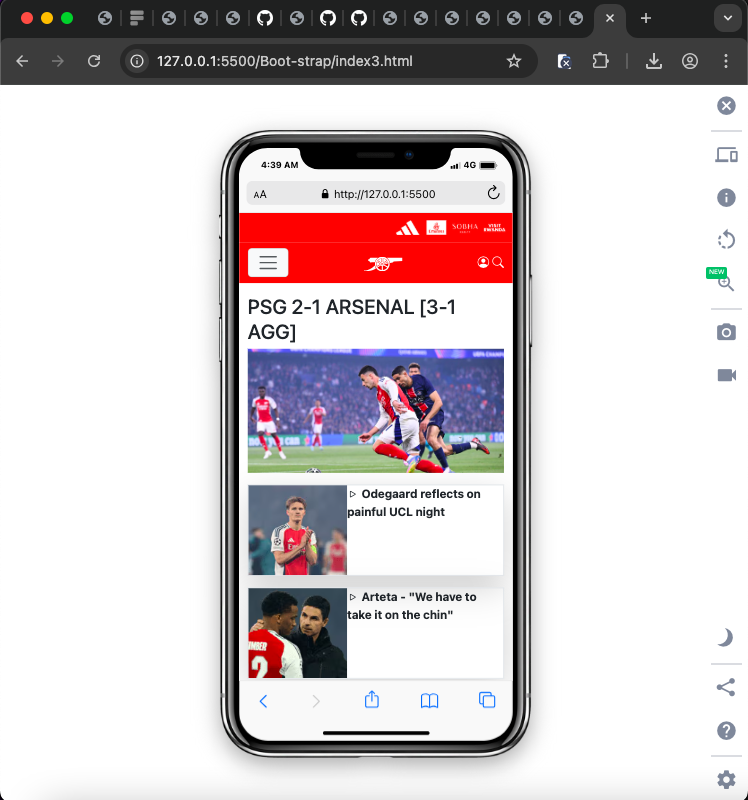 127.0.0.1:5500/Boot-strap/index3.html
NEW
4:39 AM
4G
AA
http://127.0.0.1:5500
SOBHA
VISIT
RWANDA
PSG 2-1 ARSENAL [3-1
AGG]
Odegaard reflects on
painful UCL night
Arteta - "We have to
take it on the chin"
2